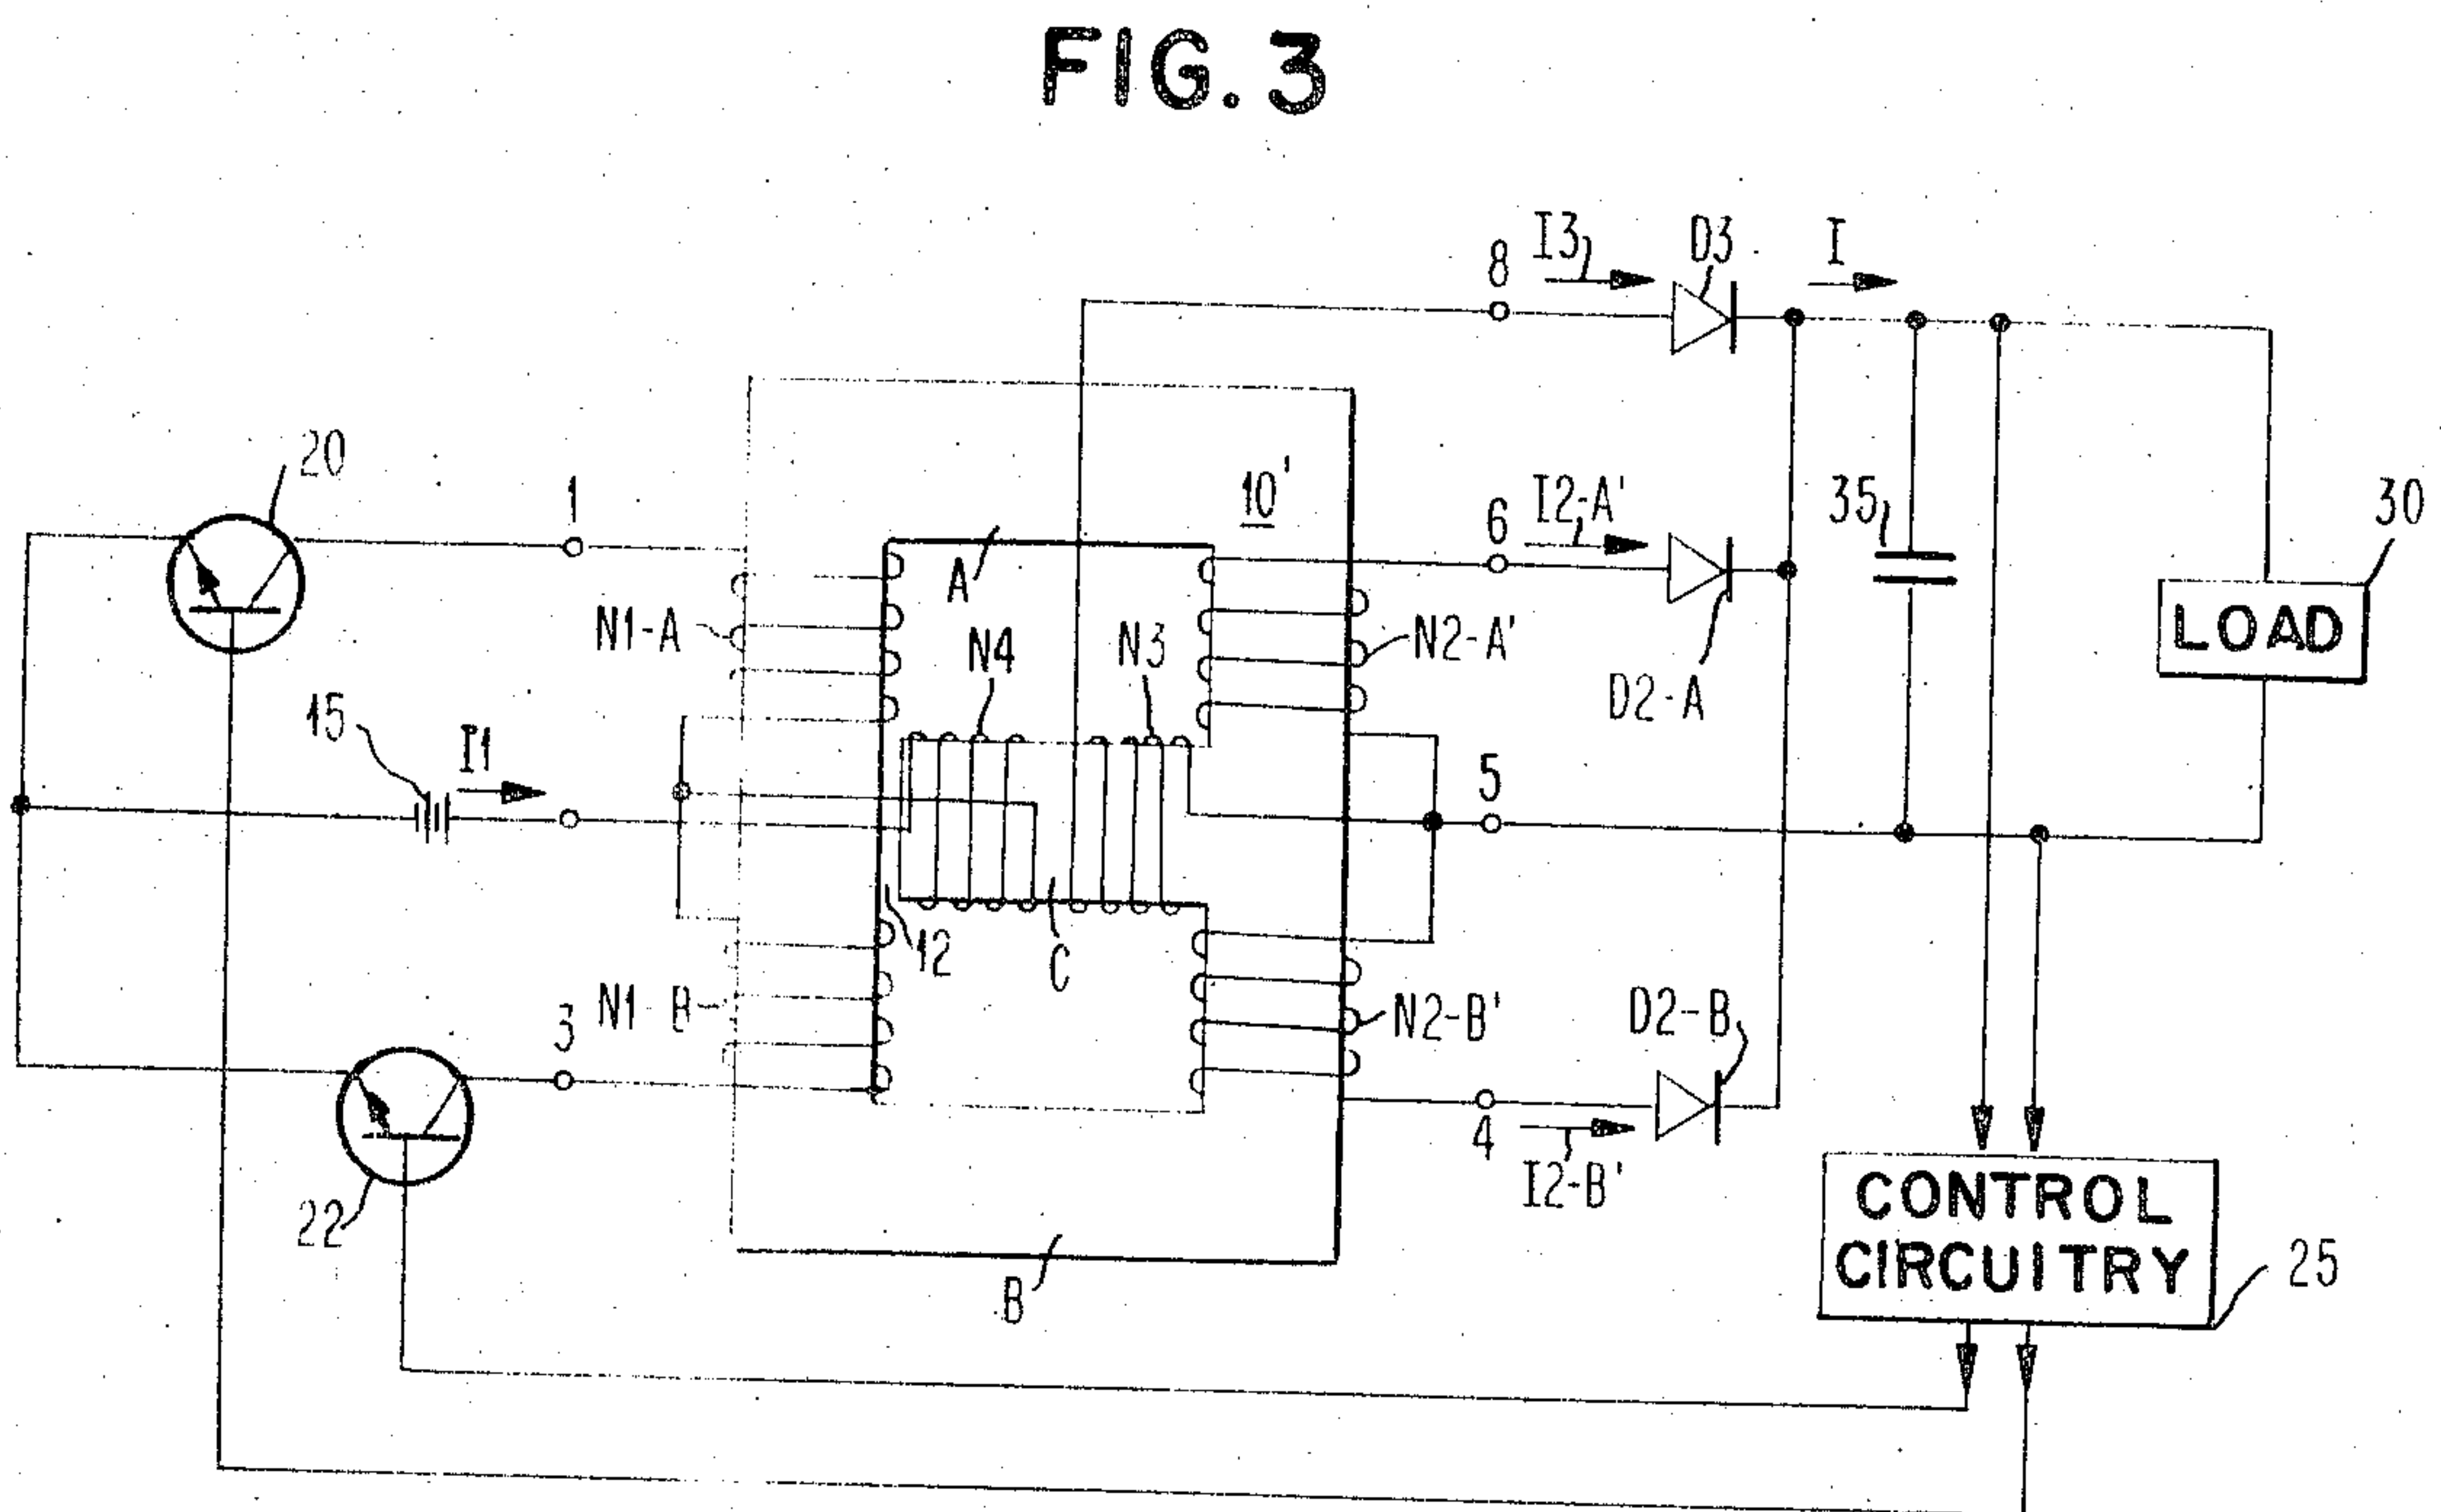 FIG. 3
I3
D3
I
8
20
1
10'
6
I2-A'
35
30
A
LOAD
N1-A
N4
N3
N2-A'
D2-A
15
I1
5
12
C
N1-B
3
N2-B'
D2-B
4
I2-B'
22
CONTROL
CIRCUITRY
25
B